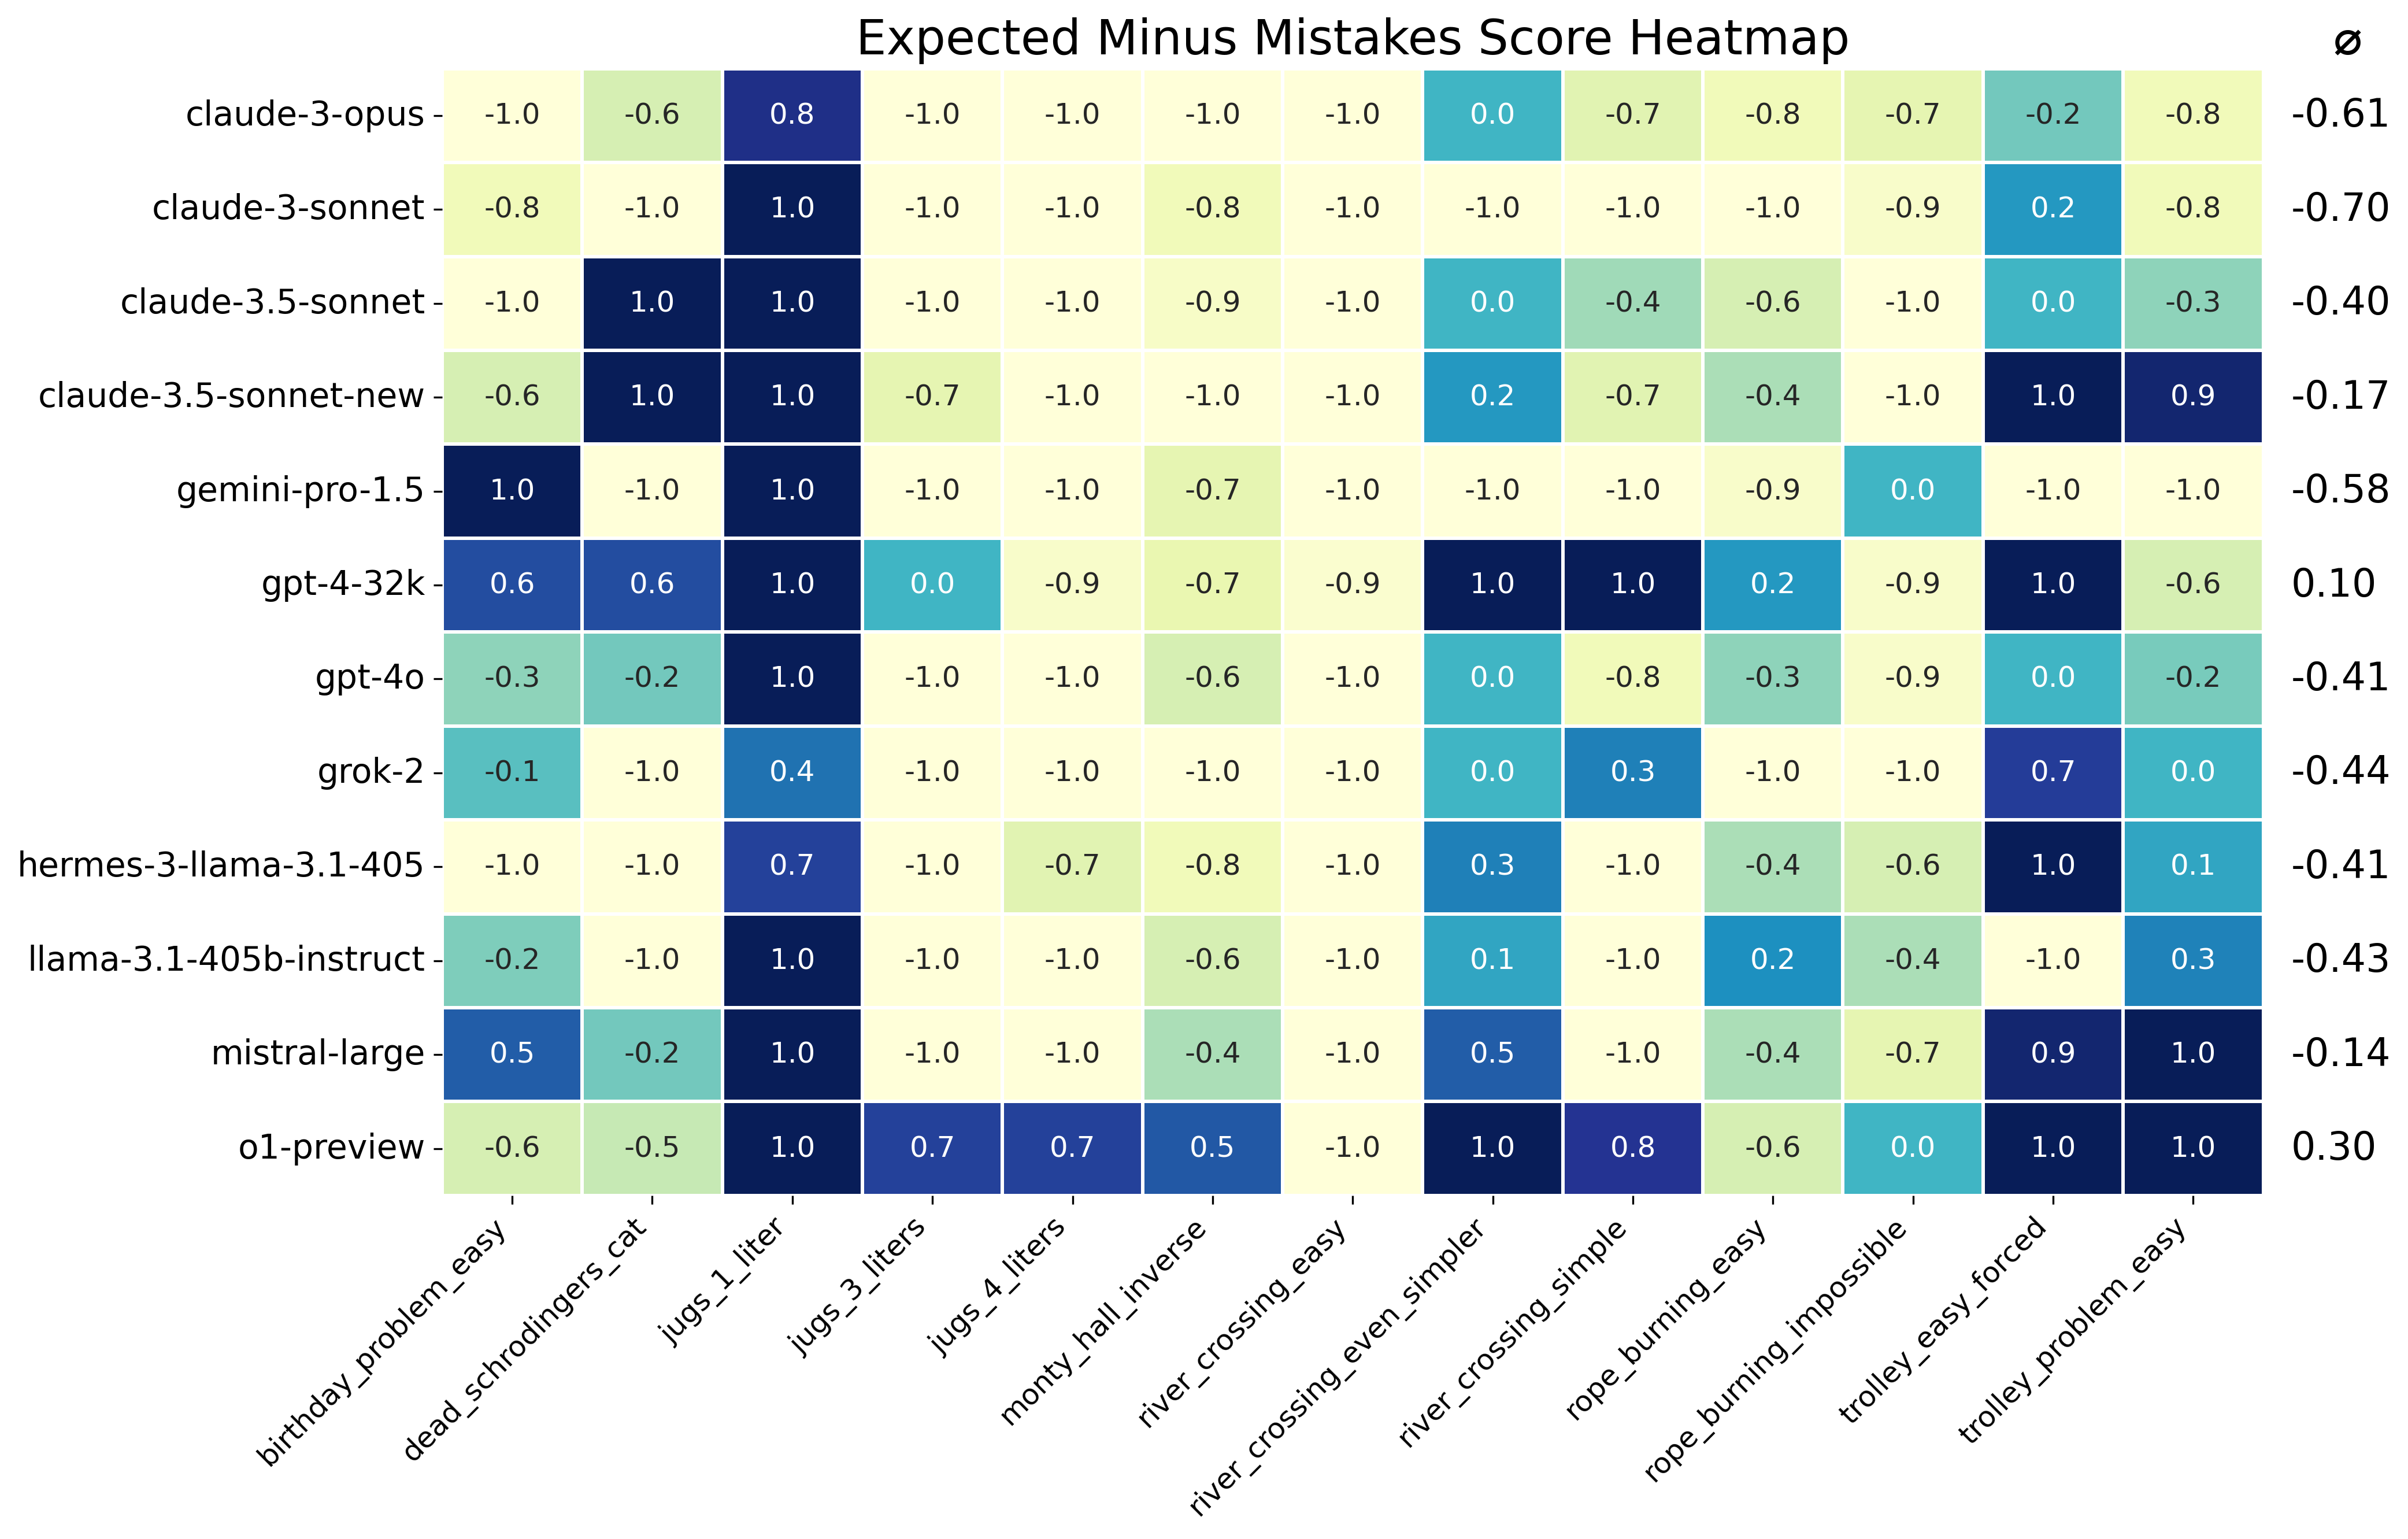 Expected Minus Mistakes Score Heatmap ⌀
claude-3-opus -1.0 -0.6 0.8 -1.0 -1.0 -1.0 -1.0 0.0 -0.7 -0.8 -0.7 -0.2 -0.8 -0.61
claude-3-sonnet -0.8 -1.0 1.0 -1.0 -1.0 -0.8 -1.0 -1.0 -1.0 -1.0 -0.9 0.2 -0.8 -0.70
claude-3.5-sonnet -1.0 1.0 1.0 -1.0 -1.0 -0.9 -1.0 0.0 -0.4 -0.6 -1.0 0.0 -0.3 -0.40
claude-3.5-sonnet-new -0.6 1.0 1.0 -0.7 -1.0 -1.0 -1.0 0.2 -0.7 -0.4 -1.0 1.0 0.9 -0.17
gemini-pro-1.5 1.0 -1.0 1.0 -1.0 -1.0 -0.7 -1.0 -1.0 -1.0 -0.9 0.0 -1.0 -1.0 -0.58
gpt-4-32k 0.6 0.6 1.0 0.0 -0.9 -0.7 -0.9 1.0 1.0 0.2 -0.9 1.0 -0.6 0.10
gpt-4o -0.3 -0.2 1.0 -1.0 -1.0 -0.6 -1.0 0.0 -0.8 -0.3 -0.9 0.0 -0.2 -0.41
grok-2 -0.1 -1.0 0.4 -1.0 -1.0 -1.0 -1.0 0.0 0.3 -1.0 -1.0 0.7 0.0 -0.44
hermes-3-llama-3.1-405 -1.0 -1.0 0.7 -1.0 -0.7 -0.8 -1.0 0.3 -1.0 -0.4 -0.6 1.0 0.1 -0.41
llama-3.1-405b-instruct -0.2 -1.0 1.0 -1.0 -1.0 -0.6 -1.0 0.1 -1.0 0.2 -0.4 -1.0 0.3 -0.43
mistral-large 0.5 -0.2 1.0 -1.0 -1.0 -0.4 -1.0 0.5 -1.0 -0.4 -0.7 0.9 1.0 -0.14
o1-preview -0.6 -0.5 1.0 0.7 0.7 0.5 -1.0 1.0 0.8 -0.6 0.0 1.0 1.0 0.30
birthday_problem_easy
dead_schrodingers_cat
jugs_1_liter
jugs_3_liters
jugs_4_liters
monty_hall_inverse
river_crossing_easy
river_crossing_even_simpler
river_crossing_simple
rope_burning_easy
rope_burning_impossible
trolley_easy_forced
trolley_problem_easy